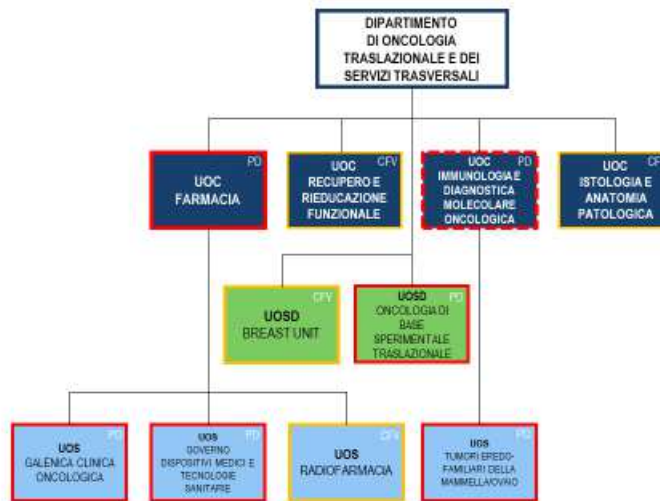 DIPARTIMENTO
DI ONCOLOGIA
TRASLAZIONALE E DEI
SERVIZI TRASVERSALI
PD
UOC
FARMACIA
CFV
UOC
RECUPERO E
RIEDUCAZIONE
FUNZIONALE
PD
UOC
IMMUNOLOGIA E
DIAGNOSTICA
MOLECOLARE
ONCOLOGICA
UOC
ISTOLOGIA E
ANATOMIA
PATOLOGICA
CFV
UOSD
BREAST UNIT
PD
UOSD
ONCOLOGIA DI
BASE
SPERIMENTALE
TRASLAZIONALE
PD
UOS
GALENICA CLINICA
ONCOLOGICA
PD
UOS
GOVERNO
DISPOSITIVI MEDICI E
TECNOLOGIE
SANITARIE
CFV
UOS
RADIOFARMACIA
PD
UOS
TUMORI EREDO-
FAMILIARI DELLA
MAMMELLA/OVAIO